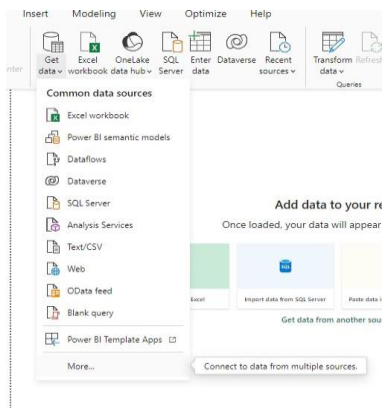 Insert Modeling View Optimize Help
Get data Excel workbook OneLake data hub SQL Server Enter data Dataverse Recent sources Transform data Refresh
Queries
Common data sources
Excel workbook
Power BI semantic models
Dataflows
Dataverse
SQL Server
Analysis Services
Text/CSV
Web
OData feed
Blank query
Power BI Template Apps
More...
Connect to data from multiple sources.
Add data to your re
Once loaded, your data will appear
SQL
Excel
Import data from SQL Server
Paste data i
Get data from another sou